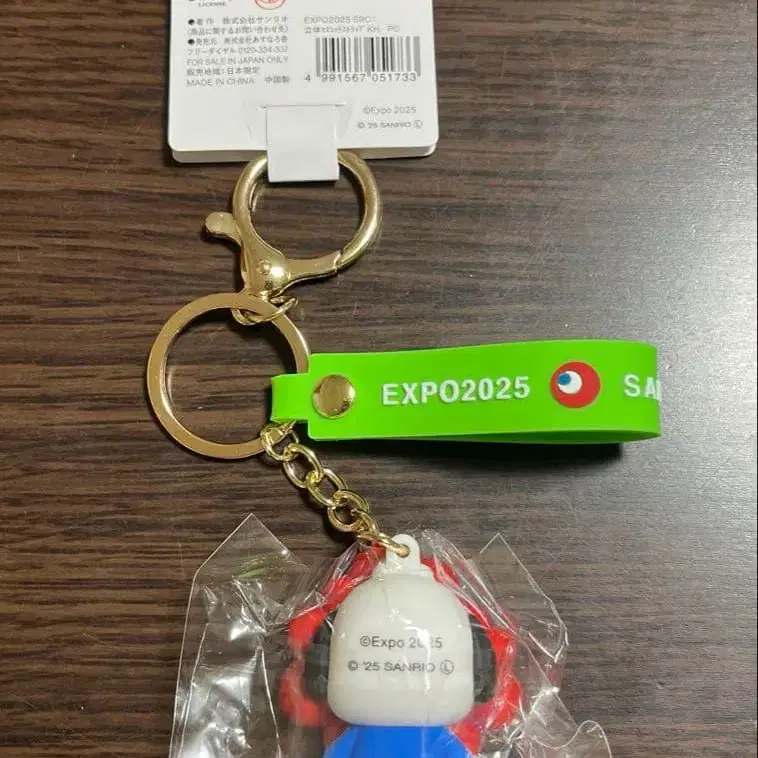 LICENSE
●著作 株式会社サンリオ
(商品に関するお問い合わせ先)
●発売元 株式会社あすなろ舎
フリーダイヤル 0120-334-337
FOR SALE IN JAPAN ONLY
販売地域:日本限定
MADE IN CHINA 中国製
EXPO2025 SRC:
立体マスコットストラップ KH PC
4 991567 051733
©Expo 2025
© '25 SANRIO Ⓛ
EXPO2025
©Expo 2025
© '25 SANRIO Ⓛ